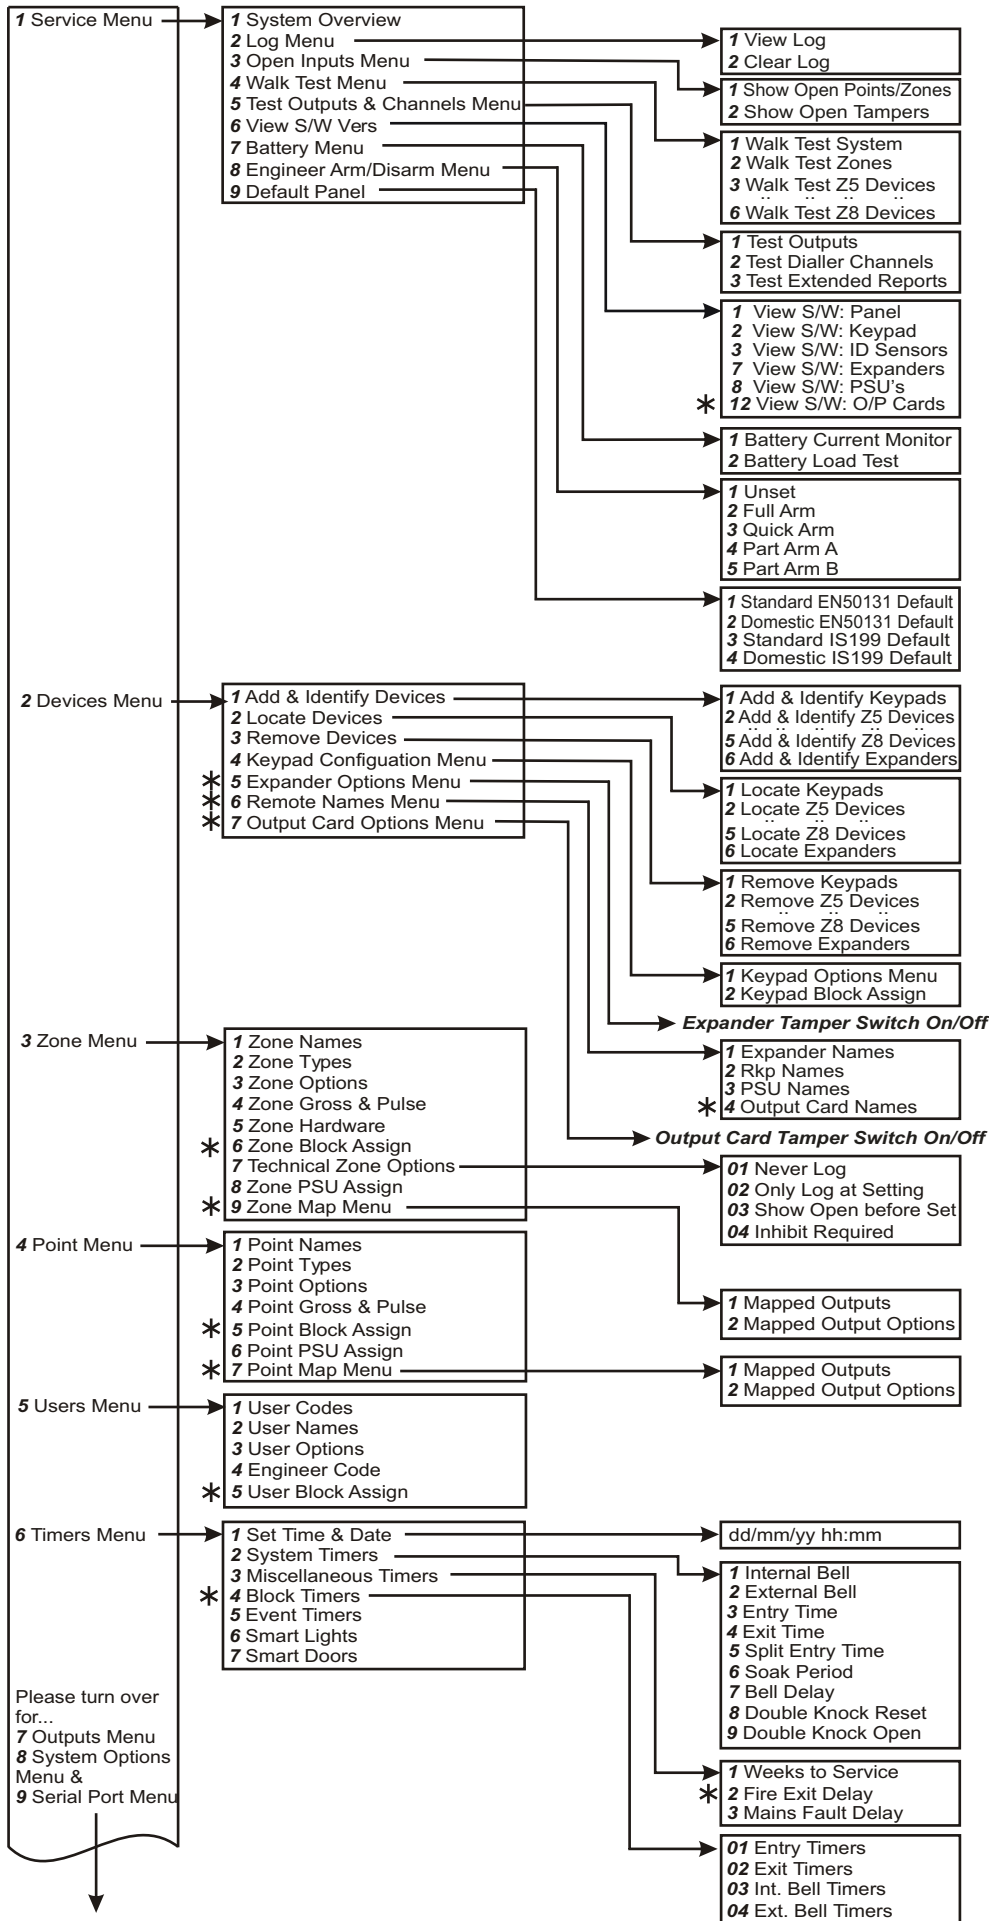 1 Service Menu
1 System Overview
2 Log Menu
3 Open Inputs Menu
4 Walk Test Menu
5 Test Outputs & Channels Menu
6 View S/W Vers
7 Battery Menu
8 Engineer Arm/Disarm Menu
9 Default Panel
1 View Log
2 Clear Log
1 Show Open Points/Zones
2 Show Open Tampers
1 Walk Test System
2 Walk Test Zones
3 Walk Test Z5 Devices
6 Walk Test Z8 Devices
1 Test Outputs
2 Test Dialler Channels
3 Test Extended Reports
1 View S/W: Panel
2 View S/W: Keypad
3 View S/W: ID Sensors
7 View S/W: Expanders
8 View S/W: PSU's
* 12 View S/W: O/P Cards
1 Battery Current Monitor
2 Battery Load Test
1 Unset
2 Full Arm
3 Quick Arm
4 Part Arm A
5 Part Arm B
1 Standard EN50131 Default
2 Domestic EN50131 Default
3 Standard IS199 Default
4 Domestic IS199 Default
2 Devices Menu
1 Add & Identify Devices
2 Locate Devices
3 Remove Devices
4 Keypad Configuation Menu
* 5 Expander Options Menu
* 6 Remote Names Menu
* 7 Output Card Options Menu
1 Add & Identify Keypads
2 Add & Identify Z5 Devices
5 Add & Identify Z8 Devices
6 Add & Identify Expanders
1 Locate Keypads
2 Locate Z5 Devices
5 Locate Z8 Devices
6 Locate Expanders
1 Remove Keypads
2 Remove Z5 Devices
5 Remove Z8 Devices
6 Remove Expanders
1 Keypad Options Menu
2 Keypad Block Assign
Expander Tamper Switch On/Off
1 Expander Names
2 Rkp Names
3 PSU Names
* 4 Output Card Names
Output Card Tamper Switch On/Off
3 Zone Menu
1 Zone Names
2 Zone Types
3 Zone Options
4 Zone Gross & Pulse
5 Zone Hardware
* 6 Zone Block Assign
7 Technical Zone Options
8 Zone PSU Assign
* 9 Zone Map Menu
01 Never Log
02 Only Log at Setting
03 Show Open before Set
04 Inhibit Required
1 Mapped Outputs
2 Mapped Output Options
4 Point Menu
1 Point Names
2 Point Types
3 Point Options
4 Point Gross & Pulse
* 5 Point Block Assign
6 Point PSU Assign
* 7 Point Map Menu
1 Mapped Outputs
2 Mapped Output Options
5 Users Menu
1 User Codes
2 User Names
3 User Options
4 Engineer Code
* 5 User Block Assign
6 Timers Menu
1 Set Time & Date
2 System Timers
3 Miscellaneous Timers
* 4 Block Timers
5 Event Timers
6 Smart Lights
7 Smart Doors
dd/mm/yy hh:mm
1 Internal Bell
2 External Bell
3 Entry Time
4 Exit Time
5 Split Entry Time
6 Soak Period
7 Bell Delay
8 Double Knock Reset
9 Double Knock Open
1 Weeks to Service
* 2 Fire Exit Delay
3 Mains Fault Delay
01 Entry Timers
02 Exit Timers
03 Int. Bell Timers
04 Ext. Bell Timers
Please turn over
for...
7 Outputs Menu
8 System Options
Menu &
9 Serial Port Menu